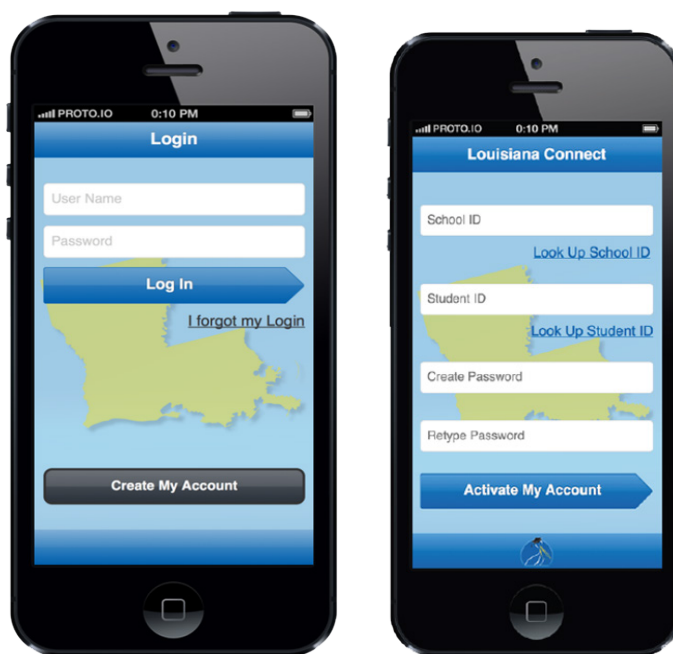 PROTO.IO 0:10 PM
Login
User Name
Password
Log In
I forgot my Login
Create My Account
PROTO.IO 0:10 PM
Louisiana Connect
School ID
Look Up School ID
Student ID
Look Up Student ID
Create Password
Retype Password
Activate My Account